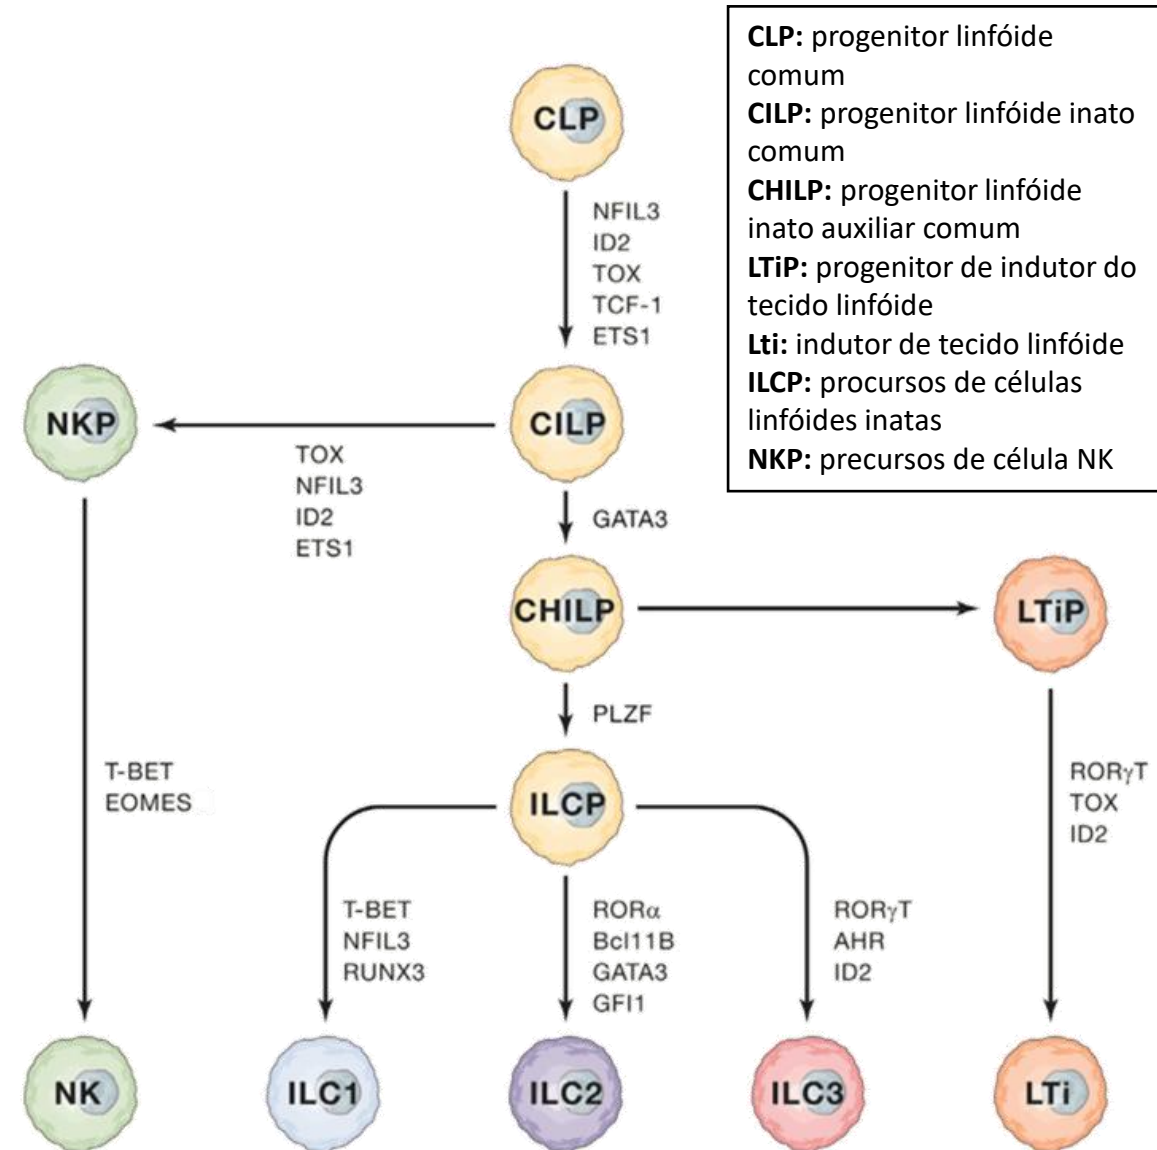 CLP: progenitor linfóide
comum
CILP: progenitor linfóide inato
comum
CHILP: progenitor linfóide
inato auxiliar comum
LTiP: progenitor de indutor do
tecido linfóide
Lti: indutor de tecido linfóide
ILCP: procursos de células
linfóides inatas
NKP: precursos de célula NK
CLP
NFIL3
ID2
TOX
TCF-1
ETS1
NKP
CILP
TOX
NFIL3
ID2
ETS1
GATA3
CHILP
LTiP
PLZF
T-BET
EOMES
ILCP
RORγT
TOX
ID2
T-BET
NFIL3
RUNX3
RORα
Bcl11B
GATA3
GFI1
RORγT
AHR
ID2
NK
ILC1
ILC2
ILC3
LTi